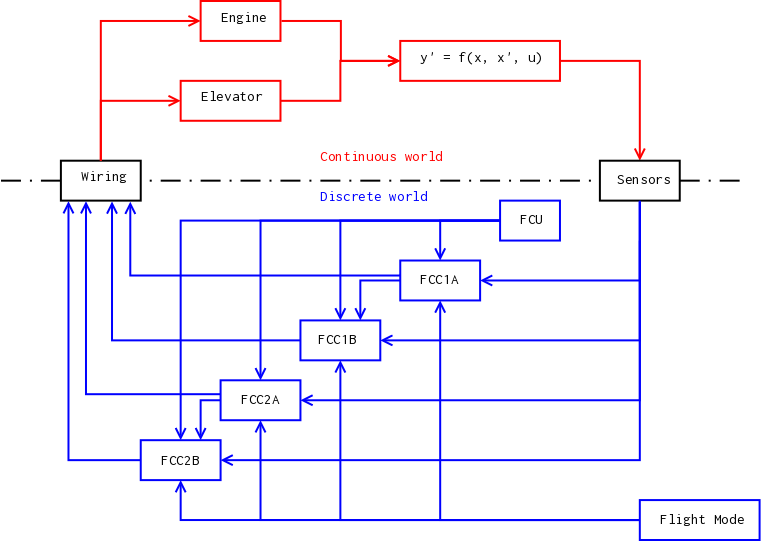 Engine
y' = f(x, x', u)
Elevator
Continuous world
Wiring
Sensors
Discrete world
FCU
FCC1A
FCC1B
FCC2A
FCC2B
Flight Mode